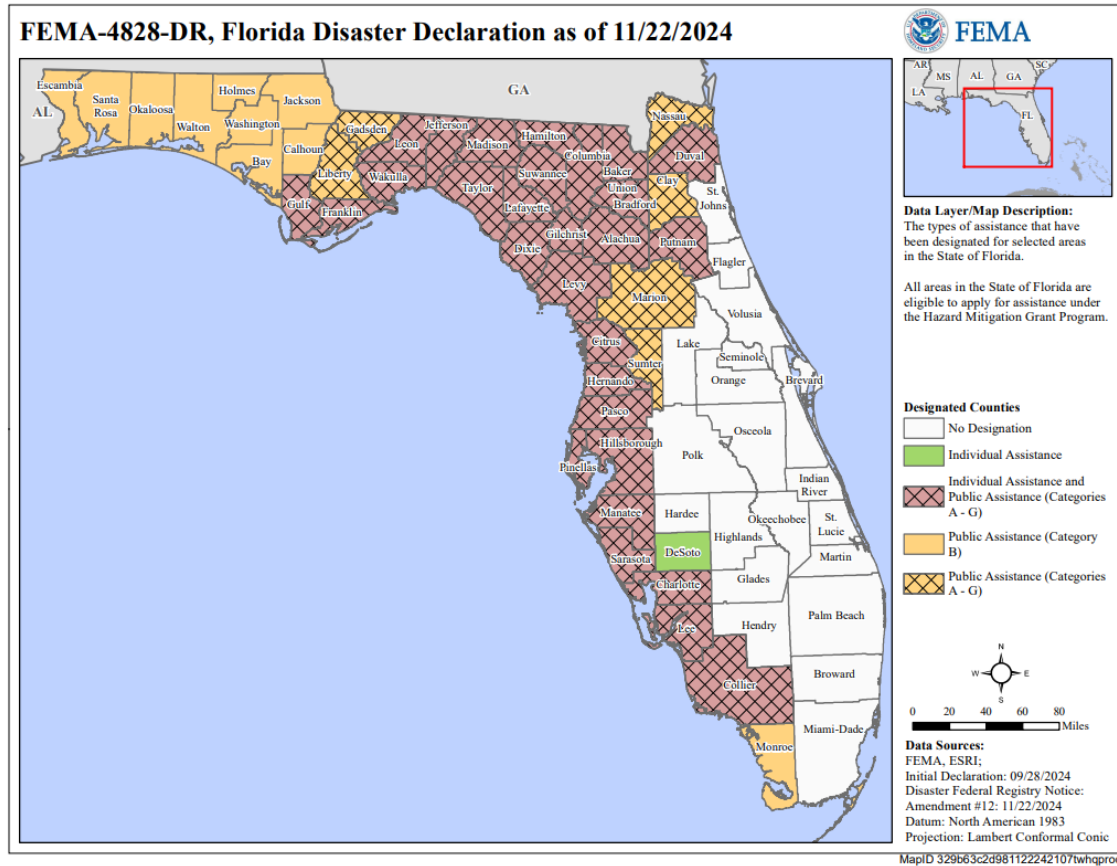 FEMA-4828-DR, Florida Disaster Declaration as of 11/22/2024
FEMA
AL
GA
Escambia
Santa
Rosa
Okaloosa
Walton
Holmes
Washington
Jackson
Bay
Calhoun
Gulf
Liberty
Gadsden
Franklin
Wakulla
Leon
Jefferson
Madison
Taylor
Hamilton
Suwannee
Lafayette
Dixie
Columbia
Gilchrist
Baker
Union
Bradford
Alachua
Levy
Nassau
Duval
Clay
St.
Johns
Putnam
Flagler
Marion
Volusia
Citrus
Sumter
Lake
Seminole
Orange
Brevard
Hernando
Pasco
Hillsborough
Pinellas
Polk
Osceola
Indian
River
Manatee
Hardee
Okeechobee
St.
Lucie
Highlands
Sarasota
DeSoto
Martin
Charlotte
Glades
Lee
Hendry
Palm Beach
Collier
Broward
Monroe
Miami-Dade
AR
MS
AL
GA
SC
LA
FL
Data Layer/Map Description:
The types of assistance that have
been designated for selected areas
in the State of Florida.
All areas in the State of Florida are
eligible to apply for assistance under
the Hazard Mitigation Grant Program.
Designated Counties
No Designation
Individual Assistance
Individual Assistance and
Public Assistance (Categories
A - G)
Public Assistance (Category
B)
Public Assistance (Categories
A - G)
N
W
E
S
0 20 40 60 80
Miles
Data Sources:
FEMA, ESRI;
Initial Declaration: 09/28/2024
Disaster Federal Registry Notice:
Amendment #12: 11/22/2024
Datum: North American 1983
Projection: Lambert Conformal Conic
MapID 329b63c2d981122242107twhqprod